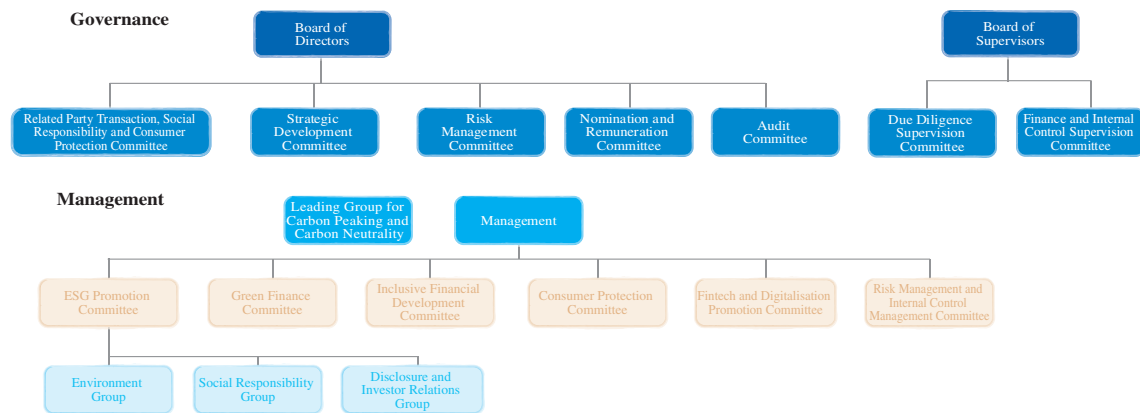 Governance
Board of
Directors
Board of
Supervisors
Related Party Transaction, Social
Responsibility and Consumer
Protection Committee
Strategic
Development
Committee
Risk
Management
Committee
Nomination and
Remuneration
Committee
Audit
Committee
Due Diligence
Supervision
Committee
Finance and Internal
Control Supervision
Committee
Management
Leading Group for
Carbon Peaking and
Carbon Neutrality
Management
ESG Promotion
Committee
Green Finance
Committee
Inclusive Financial
Development
Committee
Consumer Protection
Committee
Fintech and Digitalisation
Promotion Committee
Risk Management and
Internal Control
Management Committee
Environment
Group
Social Responsibility
Group
Disclosure and
Investor Relations
Group